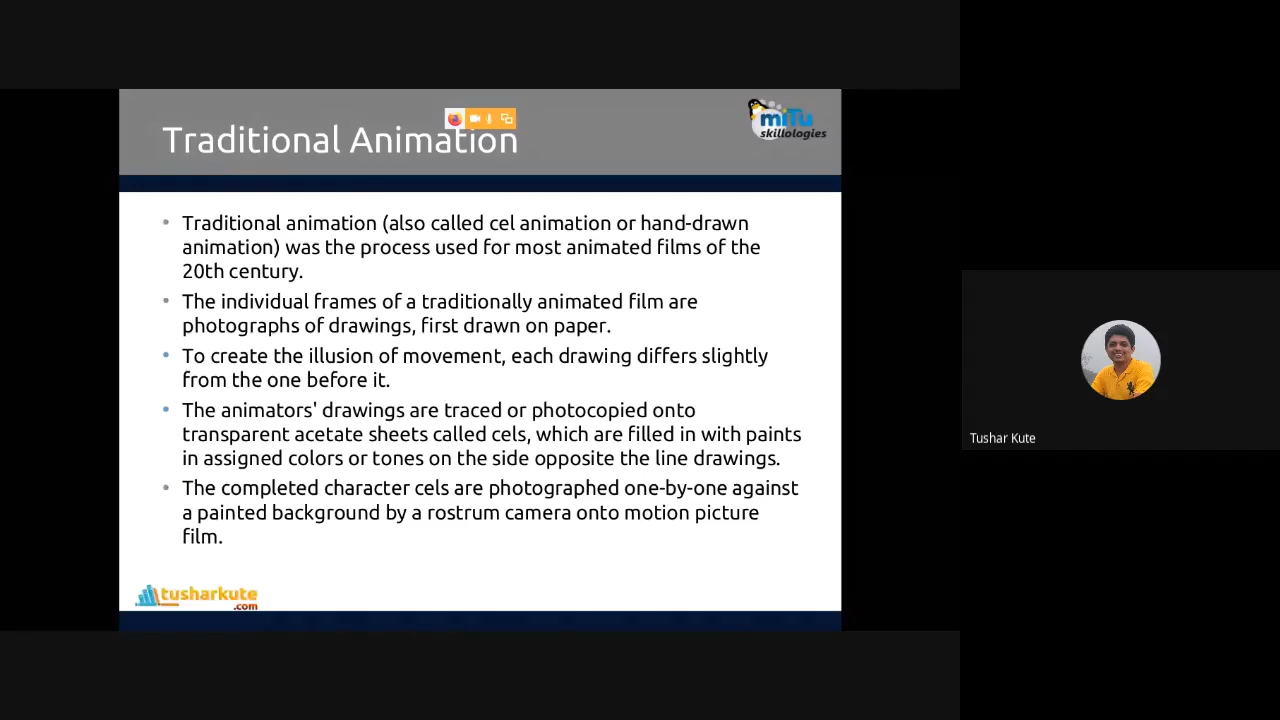 Traditional Animation
miTu
skillologies
Traditional animation (also called cel animation or hand-drawn
animation) was the process used for most animated films of the
20th century.
The individual frames of a traditionally animated film are
photographs of drawings, first drawn on paper.
To create the illusion of movement, each drawing differs slightly
from the one before it.
The animators' drawings are traced or photocopied onto
transparent acetate sheets called cels, which are filled in with paints
in assigned colors or tones on the side opposite the line drawings.
The completed character cels are photographed one-by-one against
a painted background by a rostrum camera onto motion picture
film.
tusharkute
.com
Tushar Kute